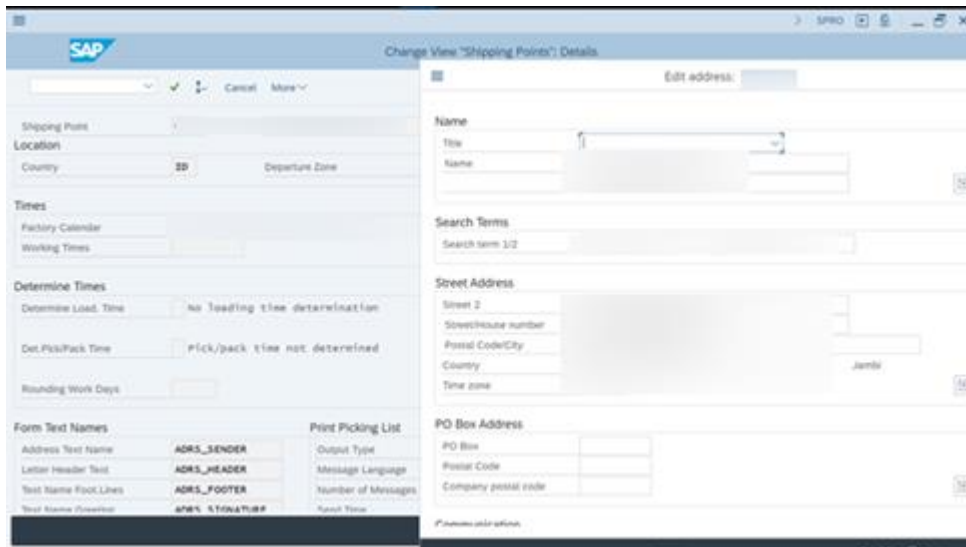 SPRO
SAP
Change View "Shipping Points": Details
Cancel More
Shipping Point
Location
Country ID Departure Zone
Times
Factory Calendar
Working Times
Determine Times
Determine Load. Time No loading time determination
Det.Pick/Pack Time Pick/pack time not determined
Rounding Work Days
Form Text Names Print Picking List
Address Text Name ADRS_SENDER Output Type
Letter Header Text ADRS_HEADER Message Language
Text Name Foot.Lines ADRS_FOOTER Number of Messages
Text Name Greeting ADRS_SIGNATURE Send Time
Edit address:
Name
Title
Name
Search Terms
Search term 1/2
Street Address
Street 2
Street/House number
Postal Code/City
Country Jambi
Time zone
PO Box Address
PO Box
Postal Code
Company postal code
Communication